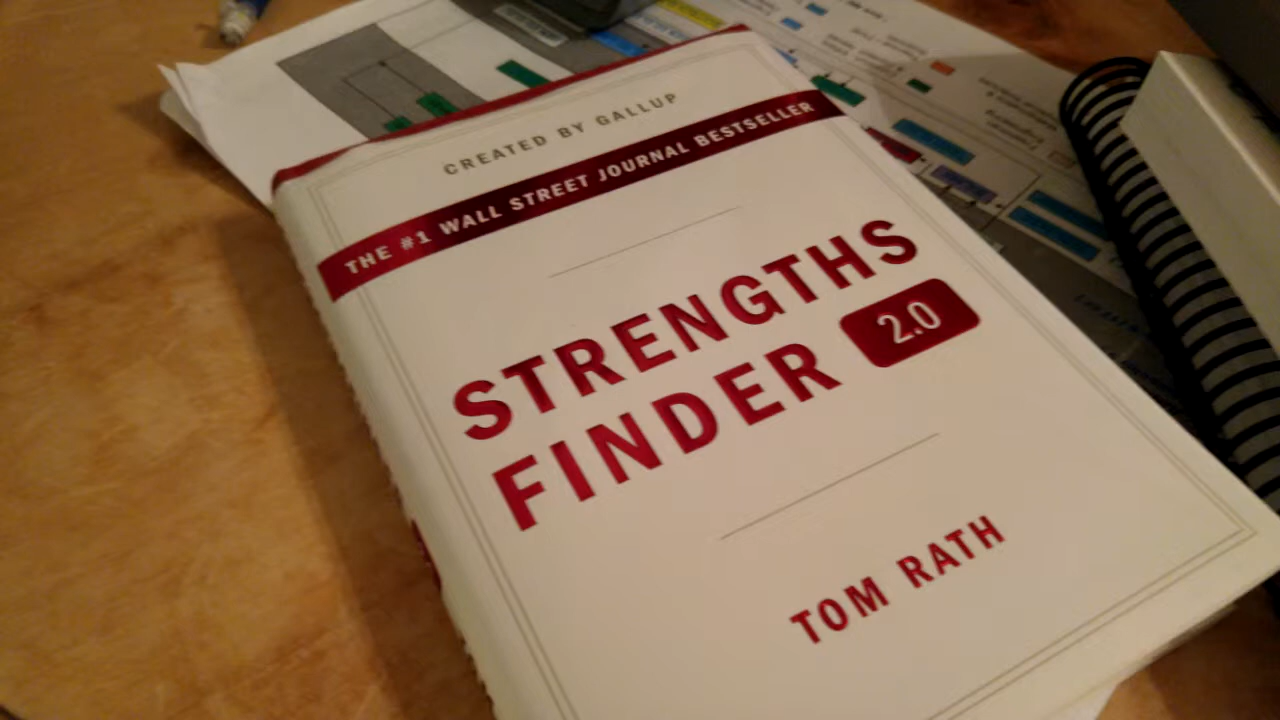 CREATED BY GALLUP
THE #1 WALL STREET JOURNAL BESTSELLER
STRENGTHS
FINDER 2.0
TOM RATH